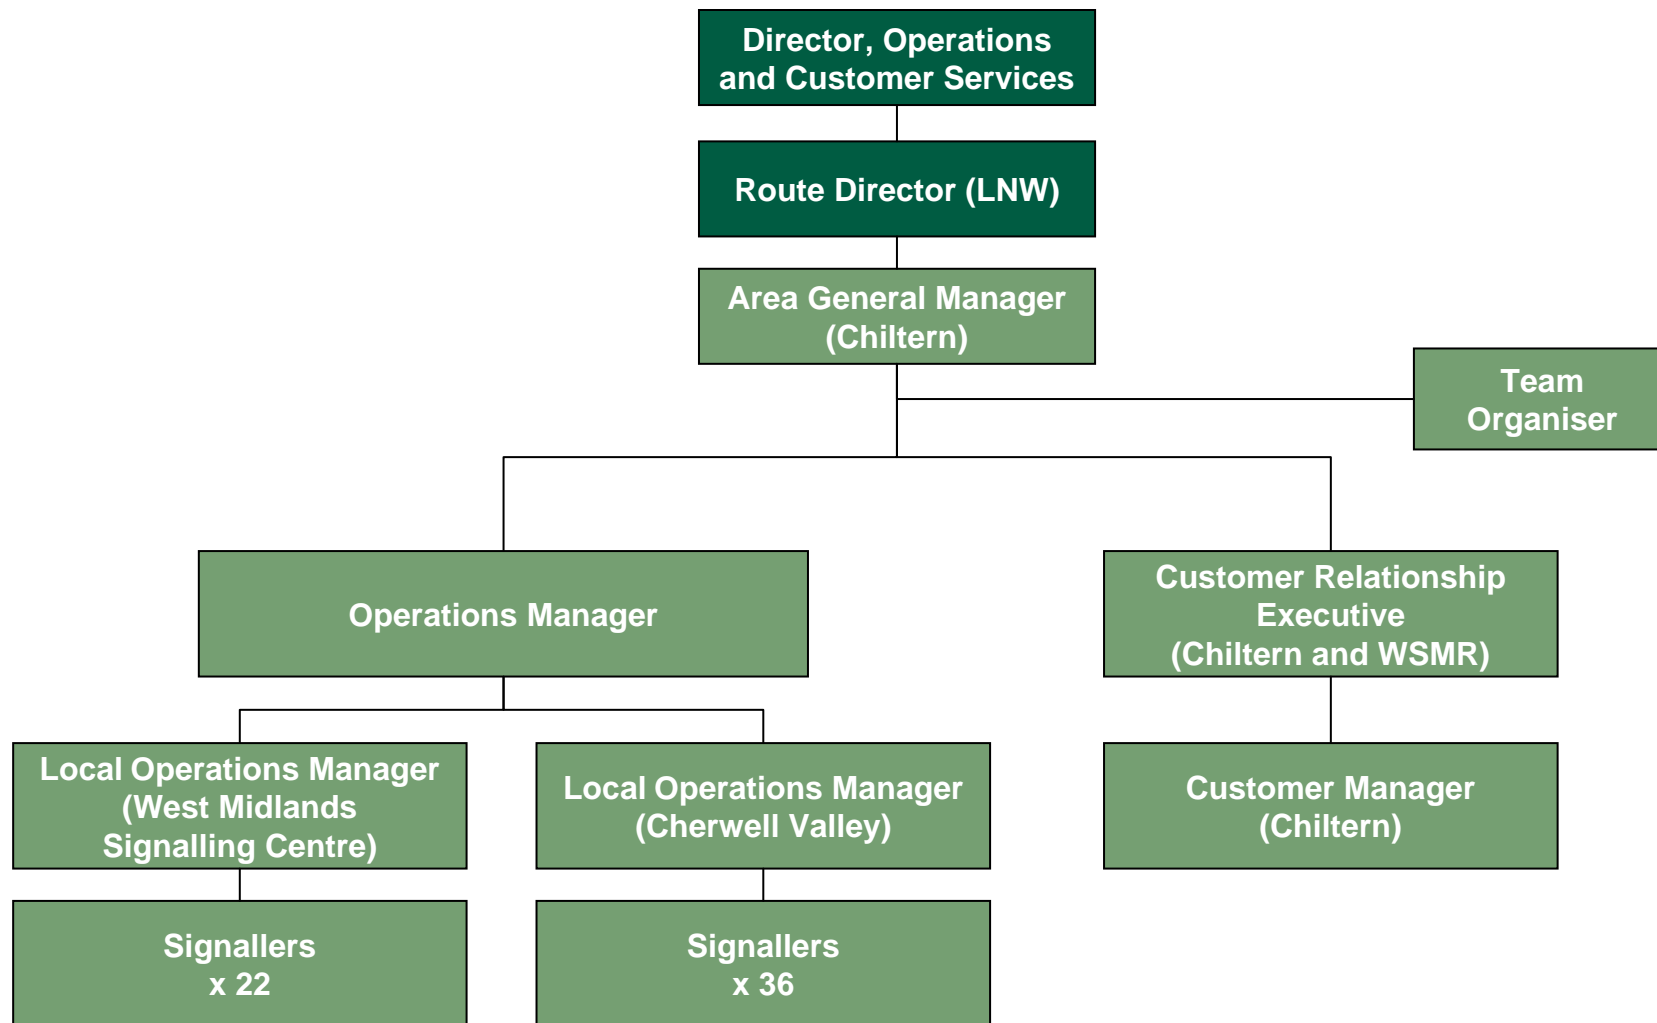 Director, Operations
and Customer Services
Route Director (LNW)
Area General Manager
(Chiltern)
Team
Organiser
Operations Manager
Customer Relationship
Executive
(Chiltern and WSMR)
Local Operations Manager
(West Midlands
Signalling Centre)
Local Operations Manager
(Cherwell Valley)
Customer Manager
(Chiltern)
Signallers
x 22
Signallers
x 36